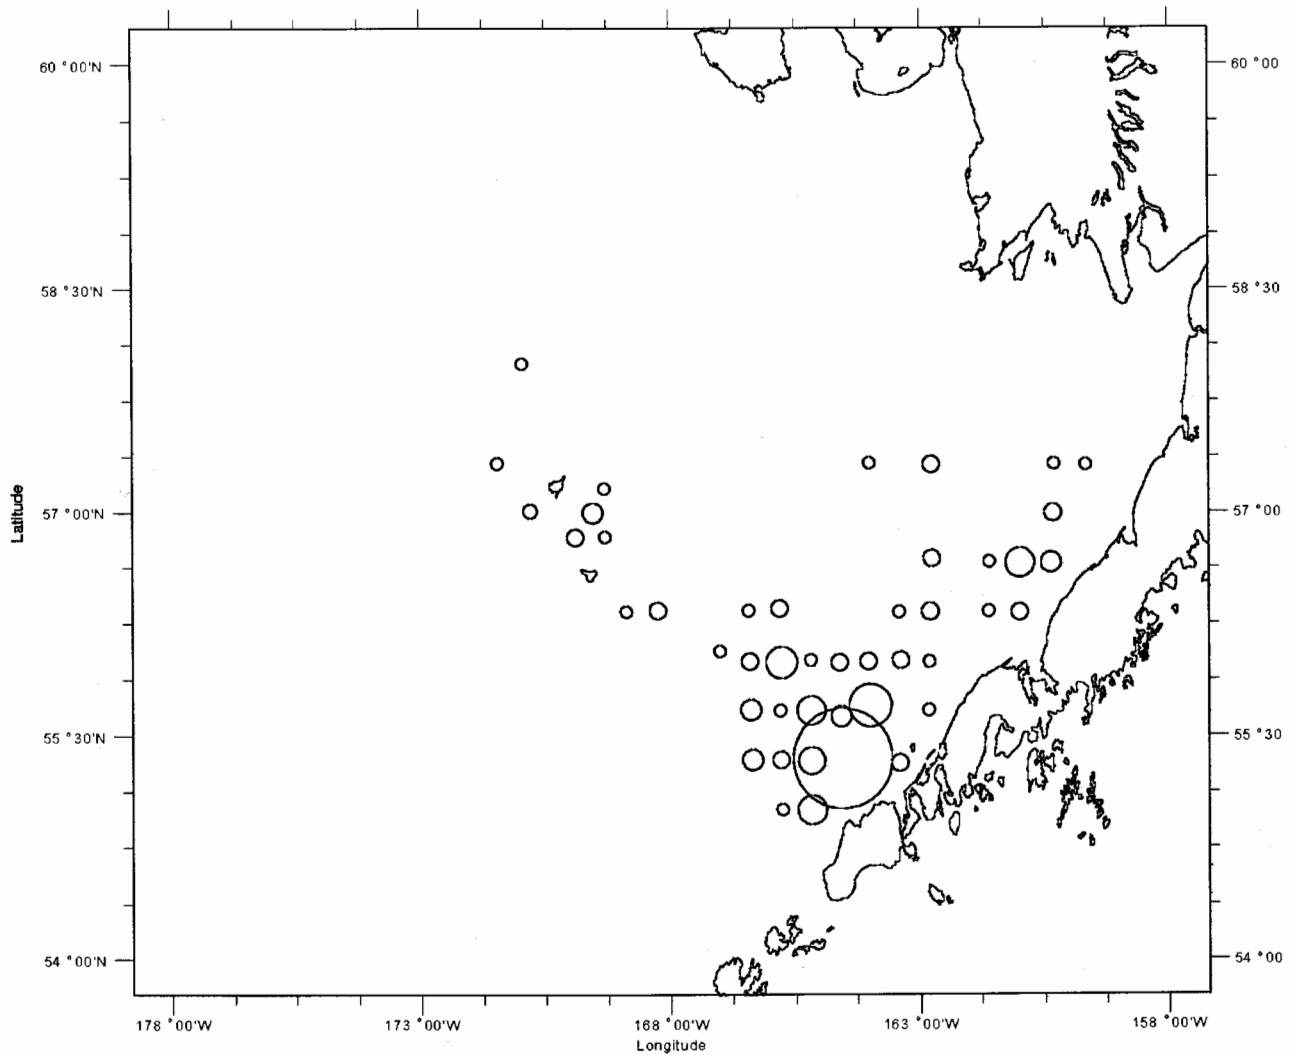 60 °00'N
60 °00
58 °30'N
58 °30
Latitude
57 °00'N
57 °00
55 °30'N
55 °30
54 °00'N
54 °00
178 °00'W
173 °00'W
168 °00'W
163 °00'W
158 °00'W
Longitude